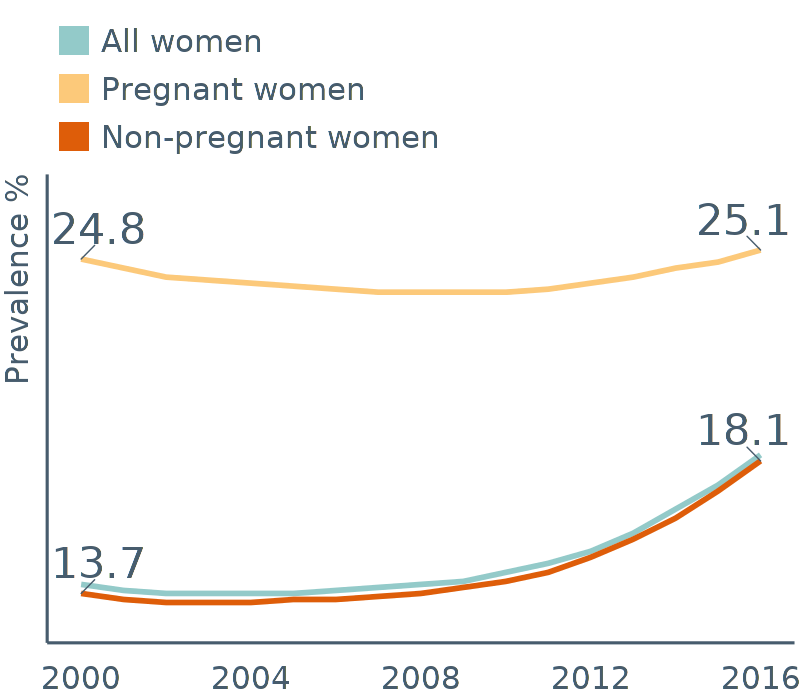 All women
Pregnant women
Non-pregnant women
Prevalence %
24.8
25.1
18.1
13.7
2000 2004 2008 2012 2016